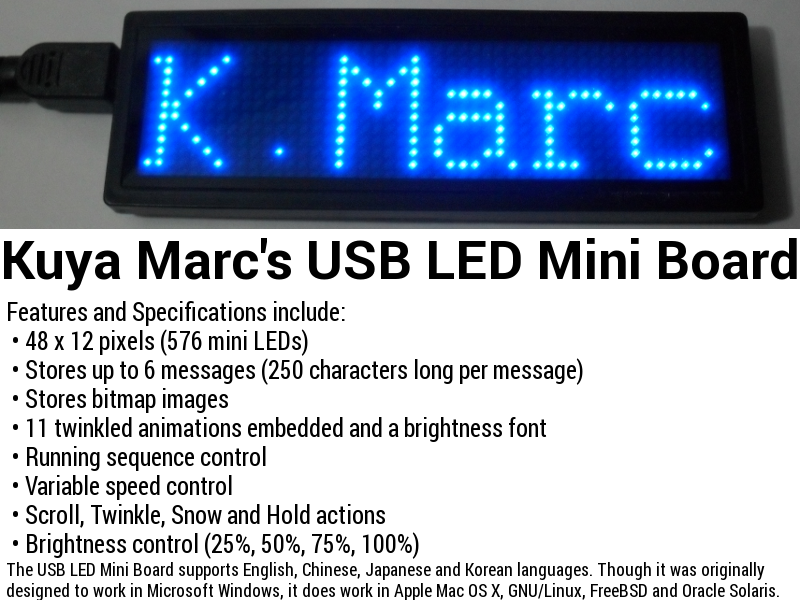 K.Marc
Kuya Marc's USB LED Mini Board
Features and Specifications include:
• 48 x 12 pixels (576 mini LEDs)
• Stores up to 6 messages (250 characters long per message)
• Stores bitmap images
• 11 twinkled animations embedded and a brightness font
• Running sequence control
• Variable speed control
• Scroll, Twinkle, Snow and Hold actions
• Brightness control (25%, 50%, 75%, 100%)
The USB LED Mini Board supports English, Chinese, Japanese and Korean languages. Though it was originally
designed to work in Microsoft Windows, it does work in Apple Mac OS X, GNU/Linux, FreeBSD and Oracle Solaris.